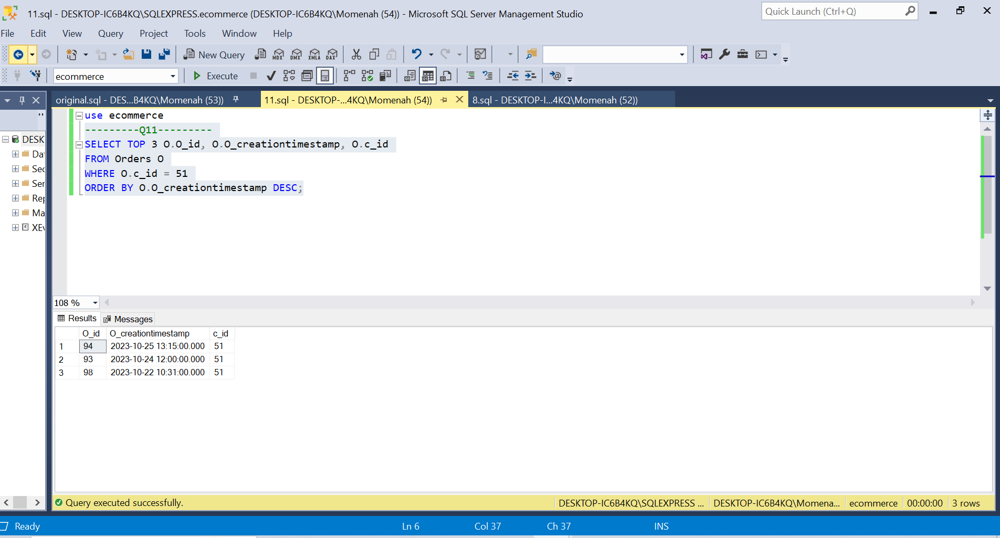 11.sql - DESKTOP-IC6B4KQ\SQLEXPRESS.ecommerce (DESKTOP-IC6B4KQ\Momenah (54)) - Microsoft SQL Server Management Studio
Quick Launch (Ctrl+Q)
File Edit View Query Project Tools Window Help
New Query MDX DMX XMLA DAX
ecommerce Execute
original.sql - DES...B4KQ\Momenah (53)) 11.sql - DESKTOP-...4KQ\Momenah (54)) 8.sql - DESKTOP-I...4KQ\Momenah (52))
DESK
Dat
Sec
Ser
Rep
Ma
XEv
use ecommerce
---------Q11---------
SELECT TOP 3 O.O_id, O.O_creationtimestamp, O.c_id
FROM Orders O
WHERE O.c_id = 51
ORDER BY O.O_creationtimestamp DESC;
108 %
Results Messages
O_id O_creationtimestamp c_id
1 94 2023-10-25 13:15:00.000 51
2 93 2023-10-24 12:00:00.000 51
3 98 2023-10-22 10:31:00.000 51
Query executed successfully. DESKTOP-IC6B4KQ\SQLEXPRESS ... DESKTOP-IC6B4KQ\Momena... ecommerce 00:00:00 3 rows
Ready Ln 6 Col 37 Ch 37 INS